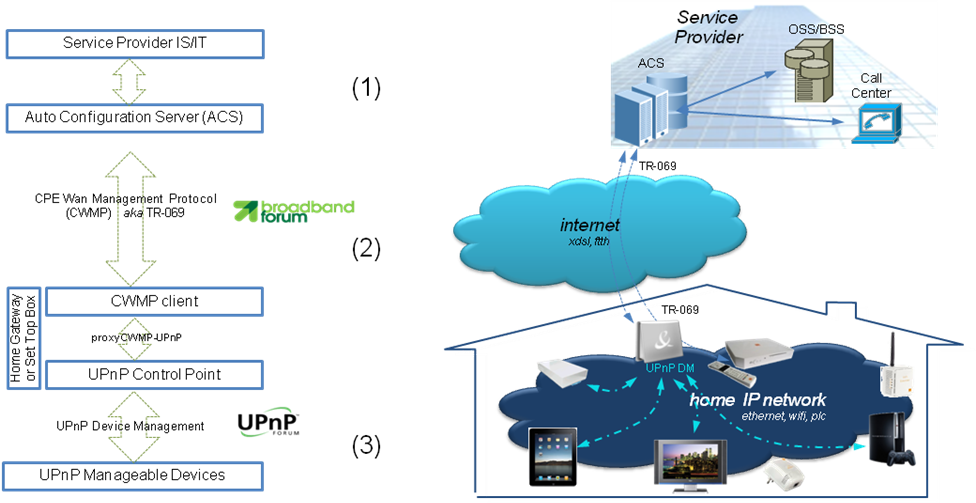 Service Provider IS/IT
Auto Configuration Server (ACS)
CPE Wan Management Protocol
(CWMP) aka TR-069
broadband
forum
Home Gateway
or Set Top Box
CWMP client
proxyCWMP-UPnP
UPnP Control Point
UPnP Device Management
UPnP
FORUM
UPnP Manageable Devices
(1)
(2)
(3)
Service
Provider
OSS/BSS
ACS
Call
Center
TR-069
internet
xdsl, ftth
TR-069
&
UPnP DM
home IP network
ethernet, wifi, plc